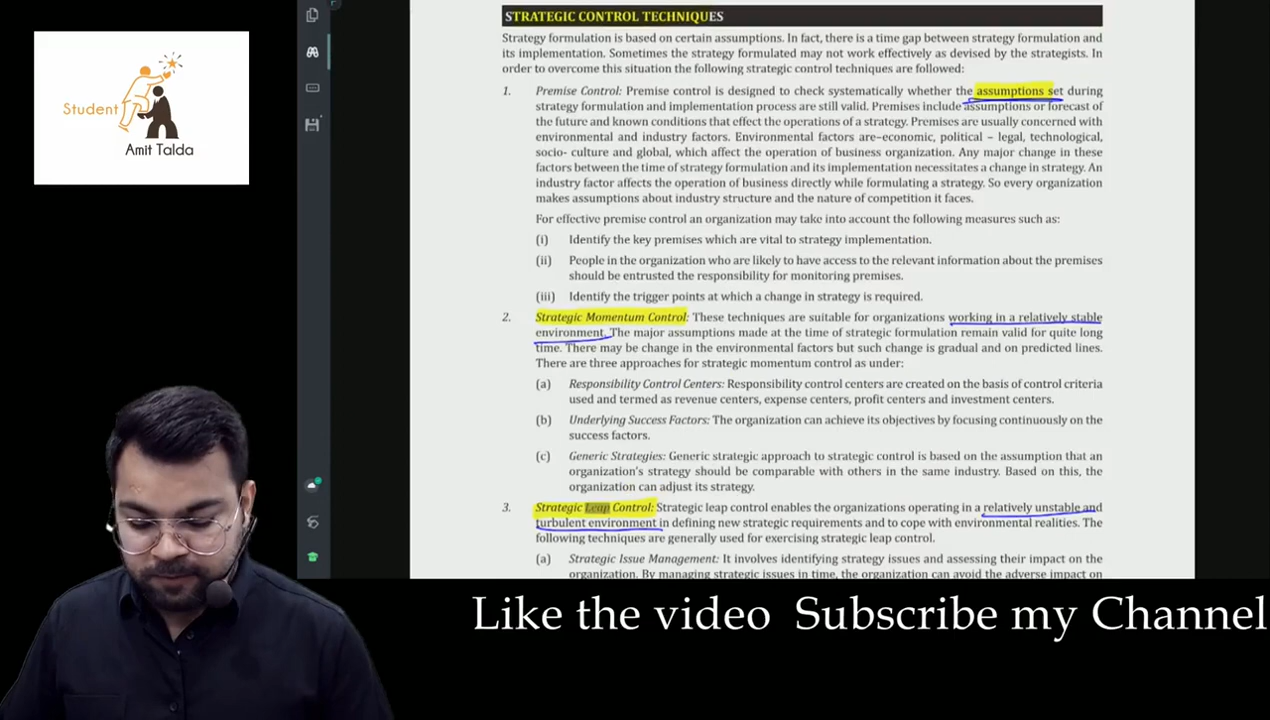 Student
Amit Talda
STRATEGIC CONTROL TECHNIQUES
Strategy formulation is based on certain assumptions. In fact, there is a time gap between strategy formulation and
its implementation. Sometimes the strategy formulated may not work effectively as devised by the strategists. In
order to overcome this situation the following strategic control techniques are followed:
1. Premise Control: Premise control is designed to check systematically whether the assumptions set during
strategy formulation and implementation process are still valid. Premises include assumptions or forecast of
the future and known conditions that effect the operations of a strategy. Premises are usually concerned with
environmental and industry factors. Environmental factors are–economic, political – legal, technological,
socio- culture and global, which affect the operation of business organization. Any major change in these
factors between the time of strategy formulation and its implementation necessitates a change in strategy. An
industry factor affects the operation of business directly while formulating a strategy. So every organization
makes assumptions about industry structure and the nature of competition it faces.
For effective premise control an organization may take into account the following measures such as:
(i) Identify the key premises which are vital to strategy implementation.
(ii) People in the organization who are likely to have access to the relevant information about the premises
should be entrusted the responsibility for monitoring premises.
(iii) Identify the trigger points at which a change in strategy is required.
2. Strategic Momentum Control: These techniques are suitable for organizations working in a relatively stable
environment. The major assumptions made at the time of strategic formulation remain valid for quite long
time. There may be change in the environmental factors but such change is gradual and on predicted lines.
There are three approaches for strategic momentum control as under:
(a) Responsibility Control Centers: Responsibility control centers are created on the basis of control criteria
used and termed as revenue centers, expense centers, profit centers and investment centers.
(b) Underlying Success Factors: The organization can achieve its objectives by focusing continuously on the
success factors.
(c) Generic Strategies: Generic strategic approach to strategic control is based on the assumption that an
organization's strategy should be comparable with others in the same industry. Based on this, the
organization can adjust its strategy.
3. Strategic Leap Control: Strategic leap control enables the organizations operating in a relatively unstable and
turbulent environment in defining new strategic requirements and to cope with environmental realities. The
following techniques are generally used for exercising strategic leap control.
(a) Strategic Issue Management: It involves identifying strategy issues and assessing their impact on the
organization. By managing strategic issues in time, the organization can avoid the adverse impact on
Like the video Subscribe my Channel